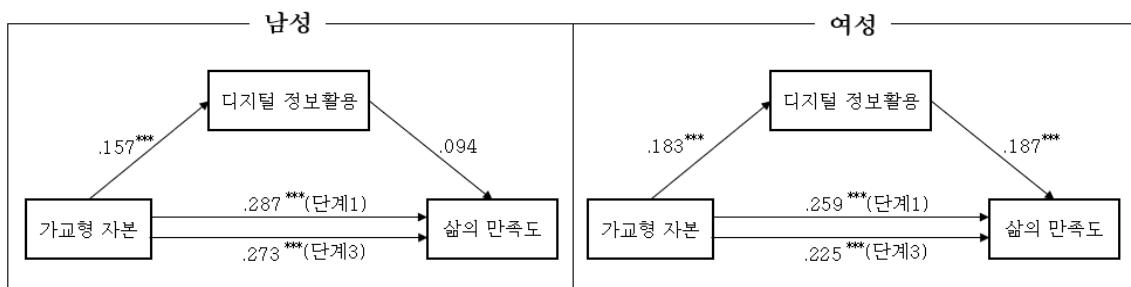 남성
디지털 정보활용
.157***
.094
가교형 자본
.287***(단계1)
.273***(단계3)
삶의 만족도
여성
디지털 정보활용
.183***
.187***
가교형 자본
.259***(단계1)
.225***(단계3)
삶의 만족도